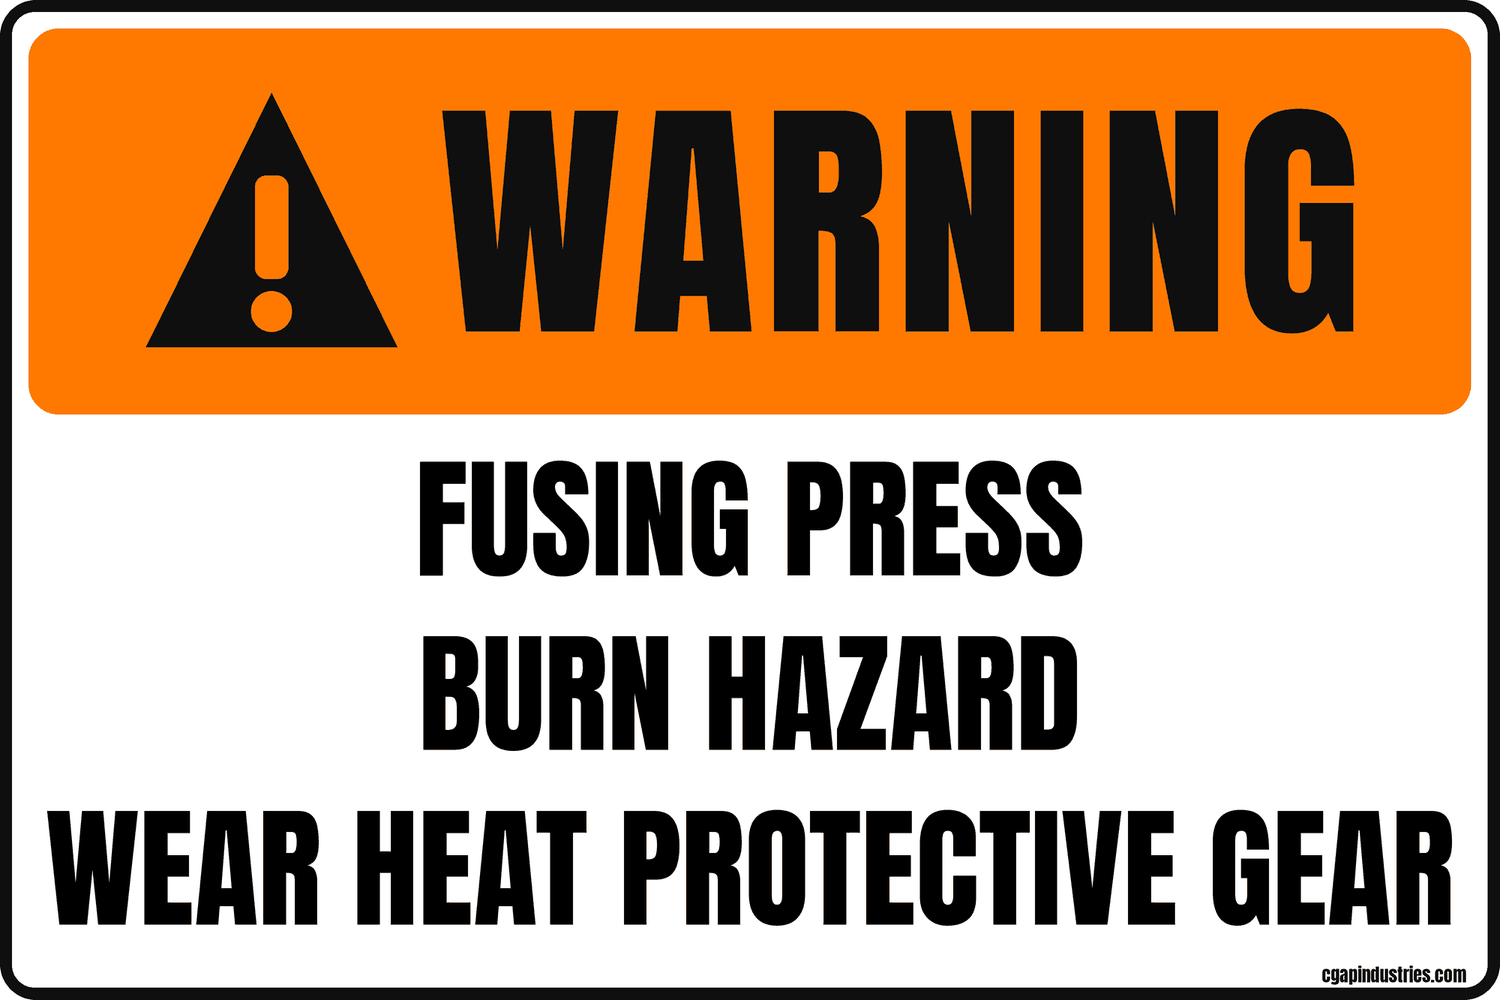 WARNING
FUSING PRESS
BURN HAZARD
WEAR HEAT PROTECTIVE GEAR
cgapindustries.com